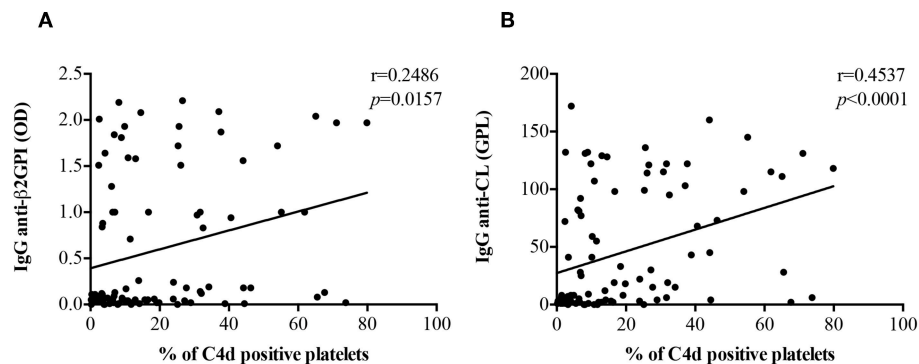 A
r=0.2486
p=0.0157
IgG anti-β2GPI (OD)
2.5
2.0
1.5
1.0
0.5
0.0
0 20 40 60 80 100
% of C4d positive platelets
B
r=0.4537
p<0.0001
IgG anti-CL (GPL)
200
150
100
50
0
0 20 40 60 80 100
% of C4d positive platelets